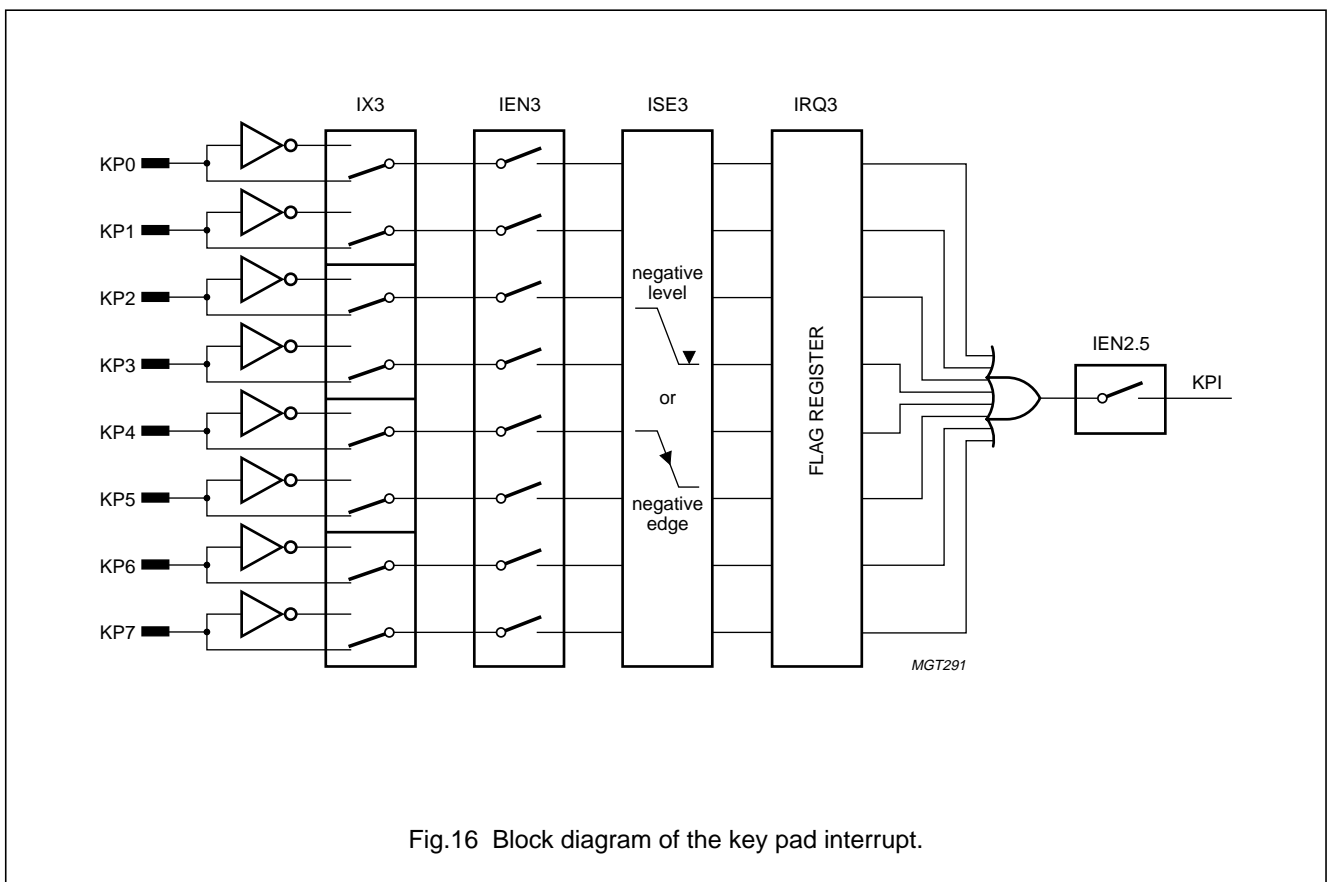 IX3 IEN3 ISE3 IRQ3
KP0
KP1
KP2
KP3
KP4
KP5
KP6
KP7
negative
level
or
negative
edge
FLAG REGISTER
IEN2.5
KPI
MGT291
Fig.16 Block diagram of the key pad interrupt.